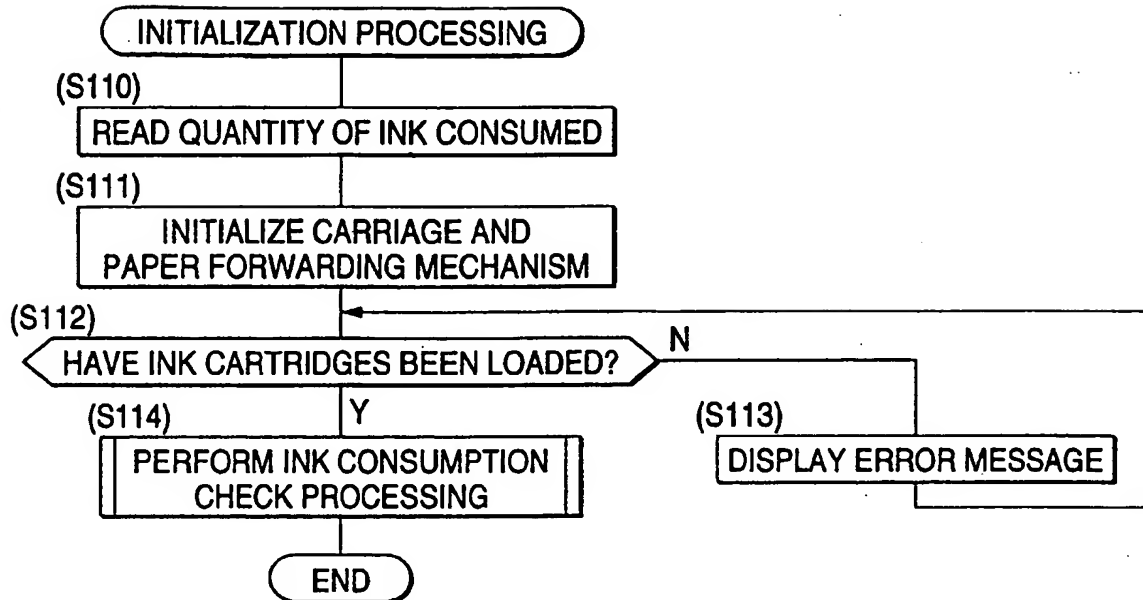 INITIALIZATION PROCESSING
(S110)
READ QUANTITY OF INK CONSUMED
(S111)
INITIALIZE CARRIAGE AND
PAPER FORWARDING MECHANISM
(S112)
HAVE INK CARTRIDGES BEEN LOADED?
N
Y
(S114)
PERFORM INK CONSUMPTION
CHECK PROCESSING
(S113)
DISPLAY ERROR MESSAGE
END